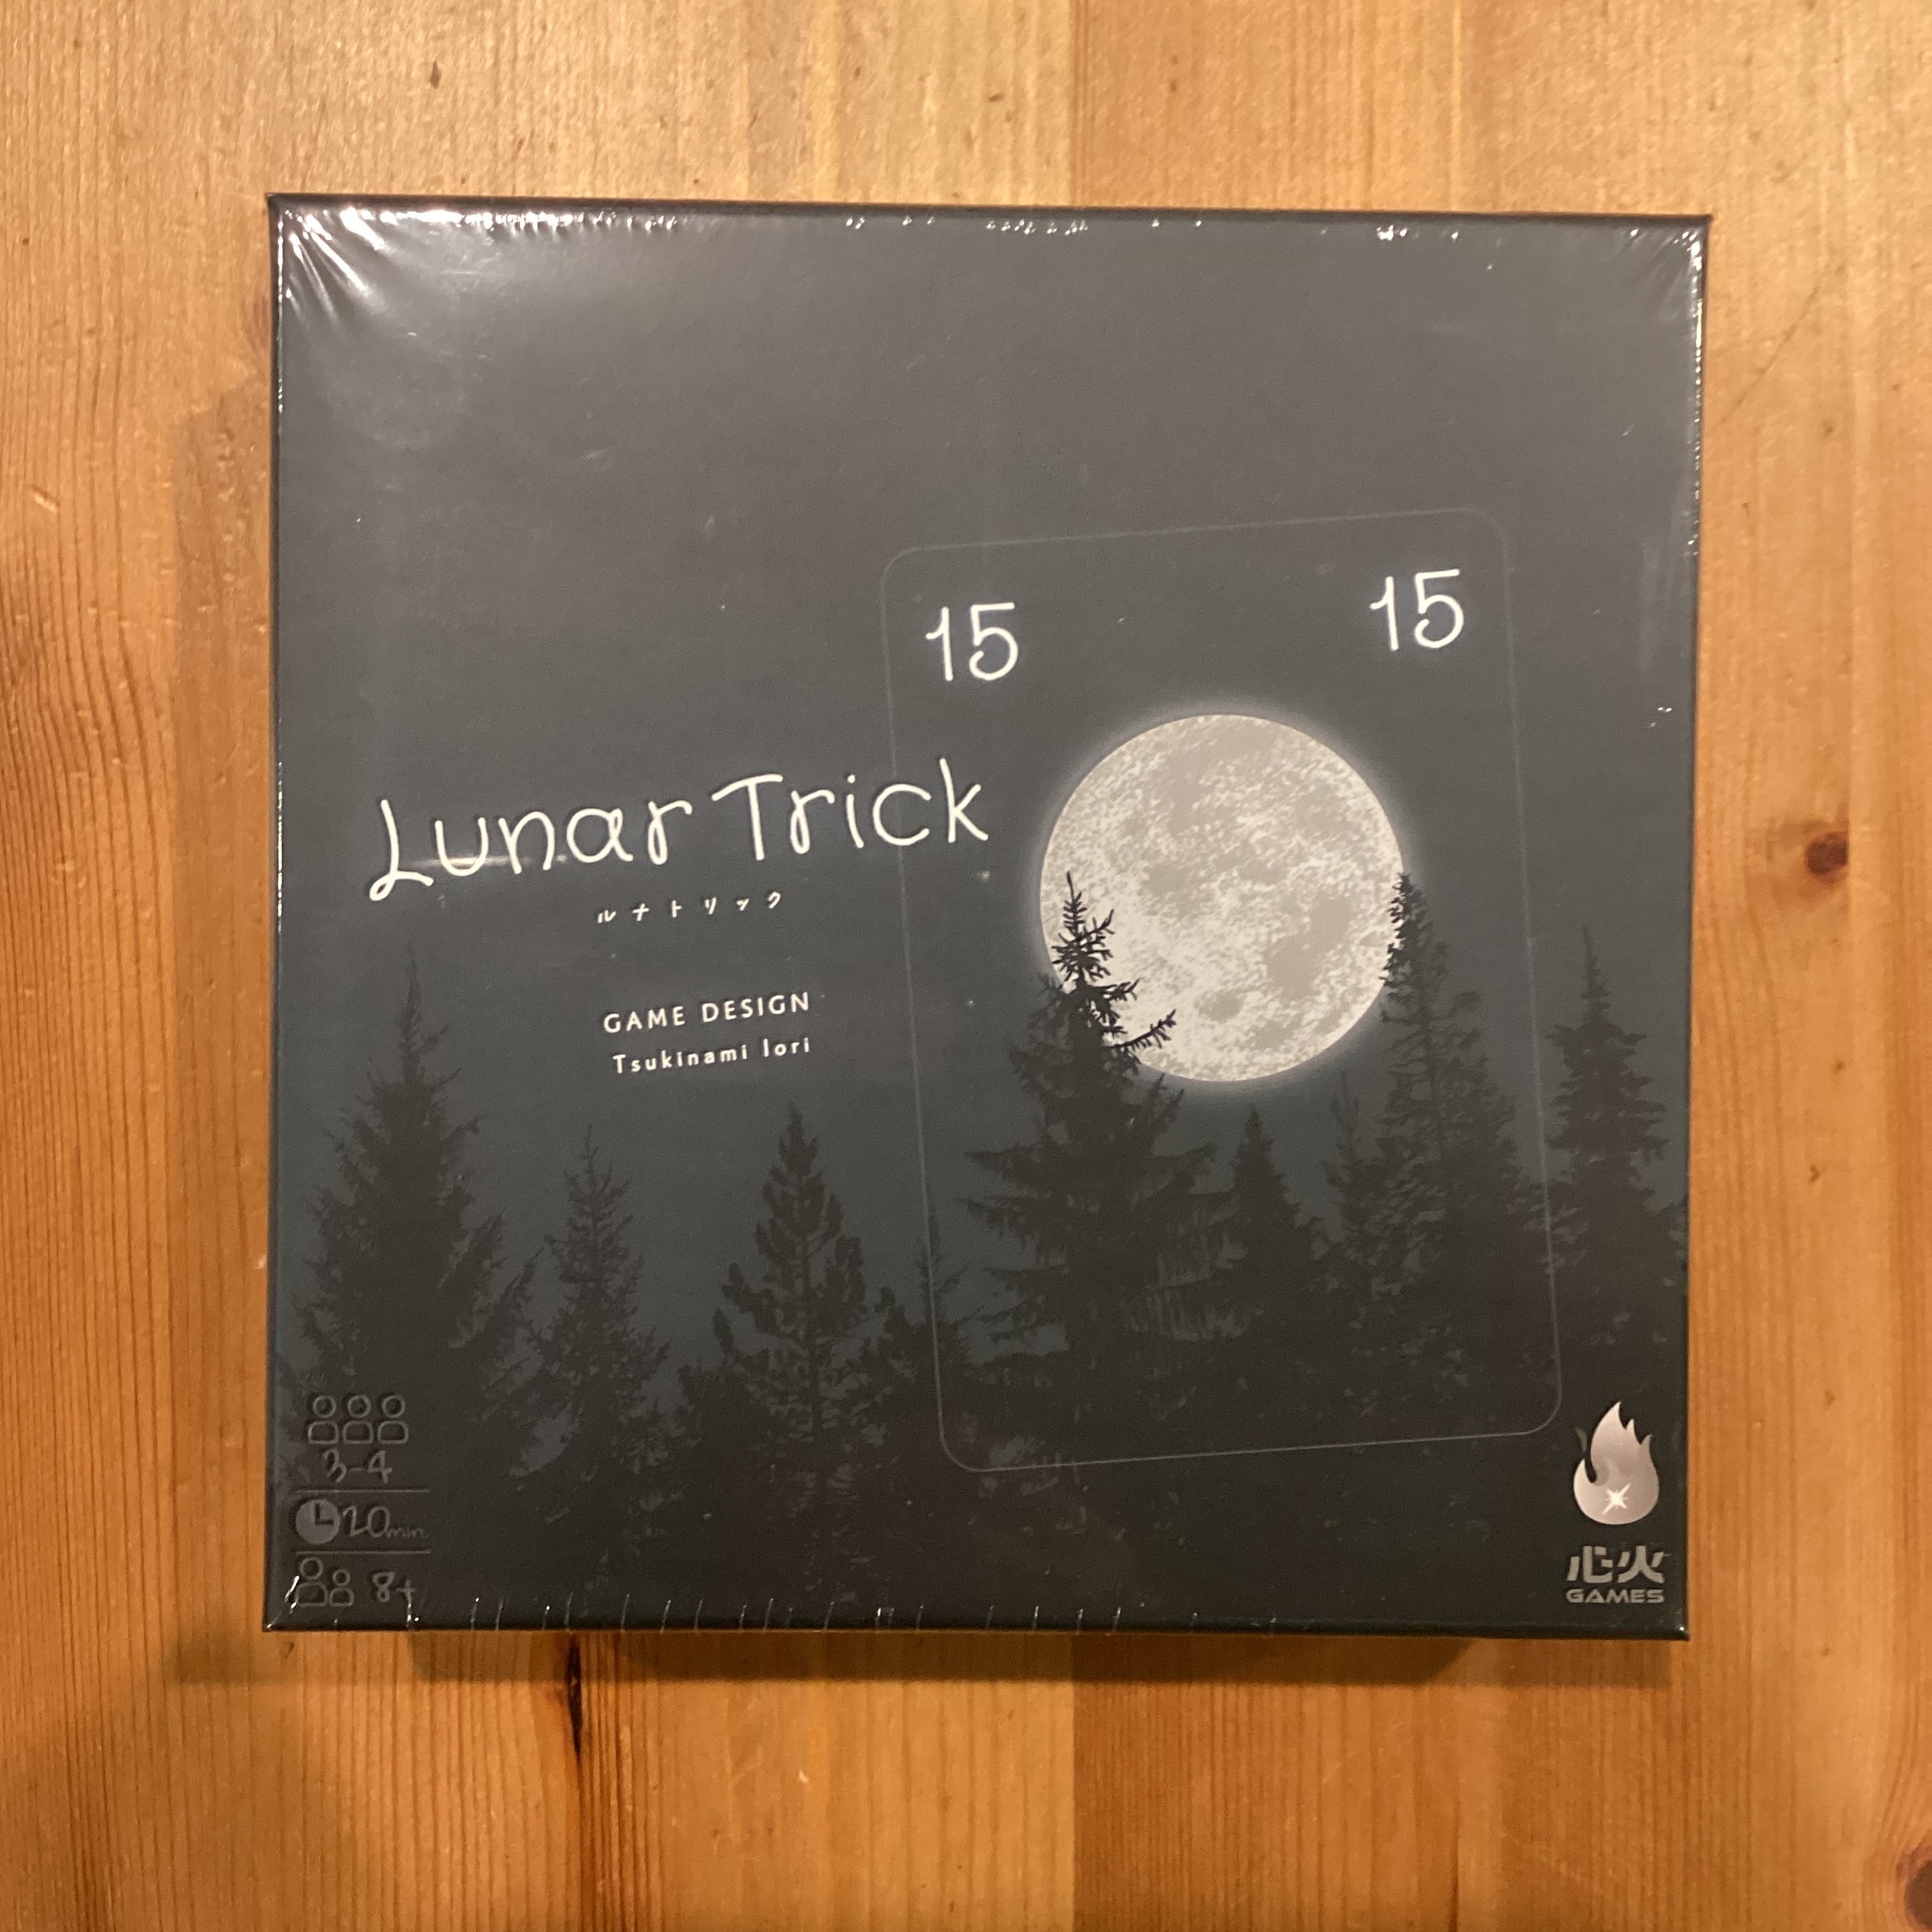 15 15
Lunar Trick
ルナトリック
GAME DESIGN
Tsukinami Iori
3-4
20min.
8+
心火
GAMES